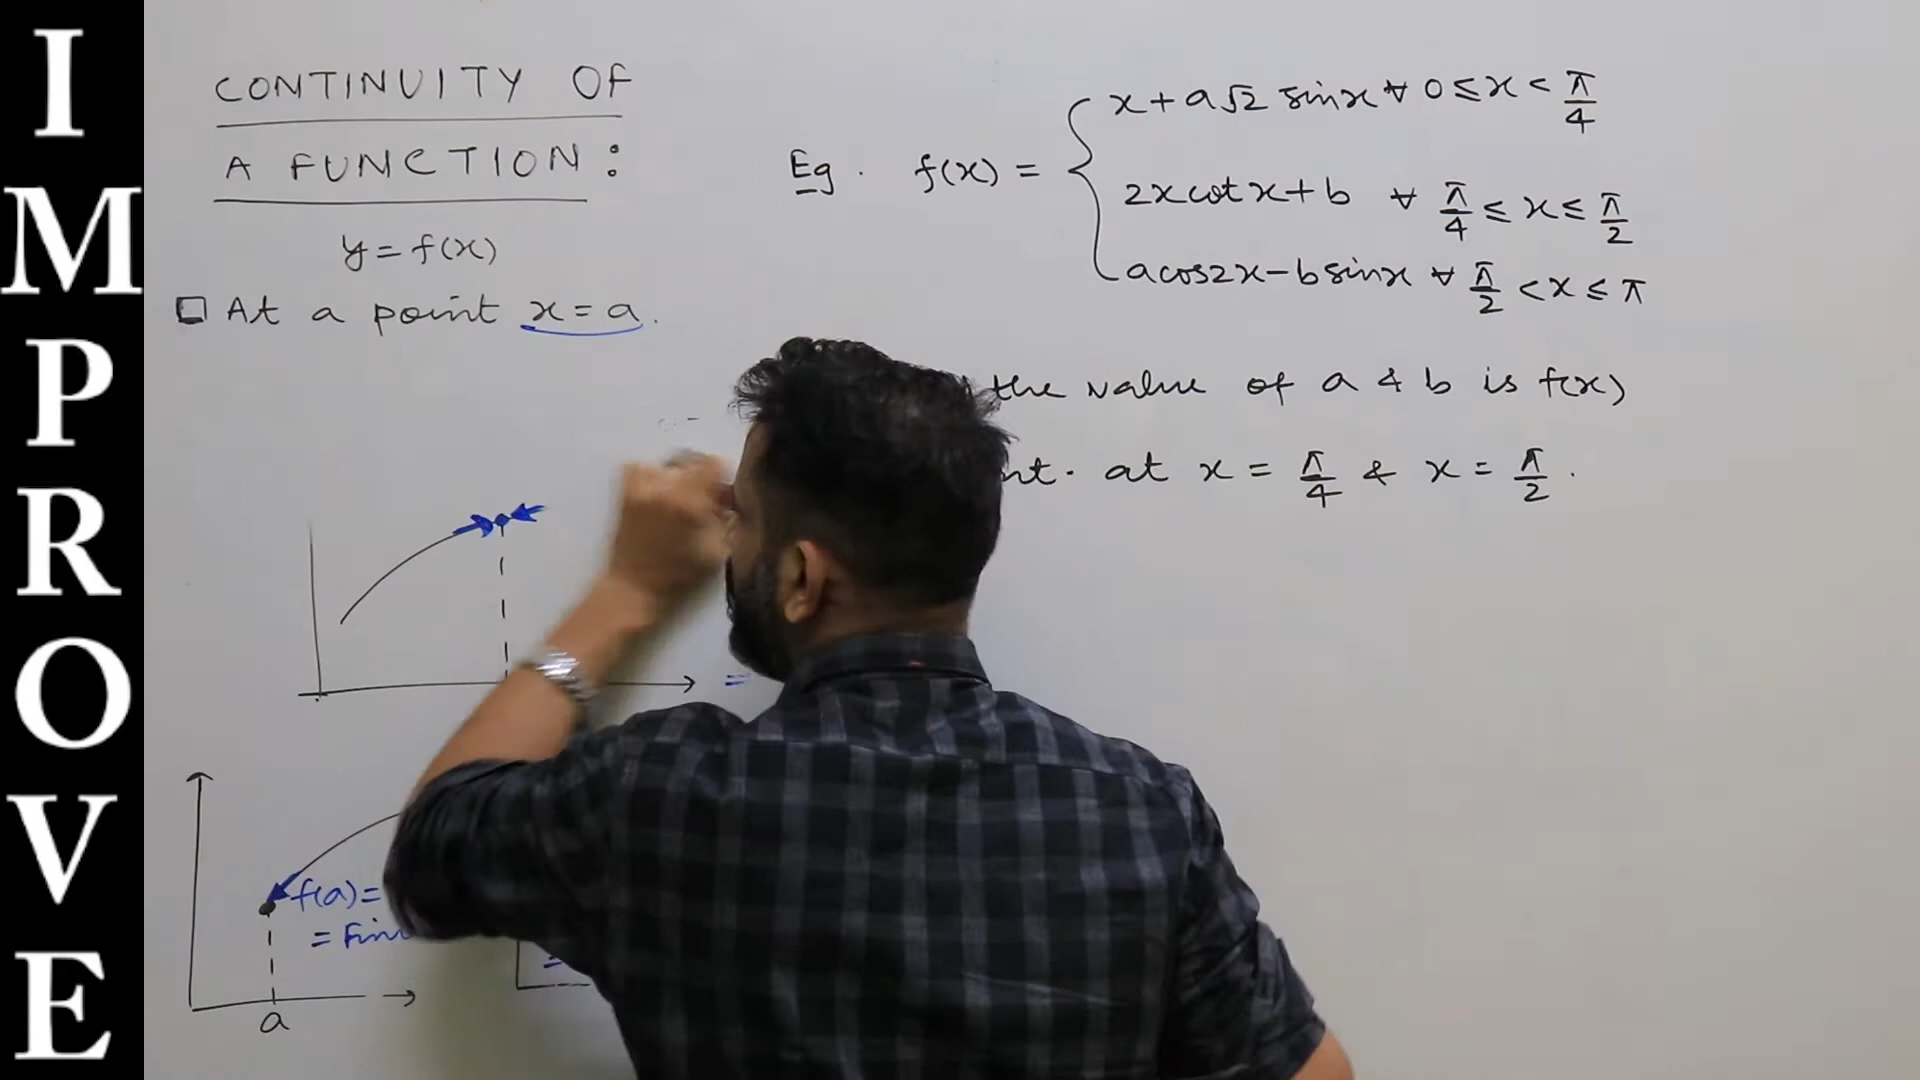 IMPROVE
CONTINUITY OF
A FUNCTION:
y = f(x)
□ At a point x = a.
f(a) =
=
a
Eg. f(x) = { x + a√2 sinx ∀ 0 ≤ x < π/4
2x cot x + b ∀ π/4 ≤ x ≤ π/2
a cos2x − b sinx ∀ π/2 < x ≤ π
the value of a & b is f(x)
at x = π/4 & x = π/2.
=